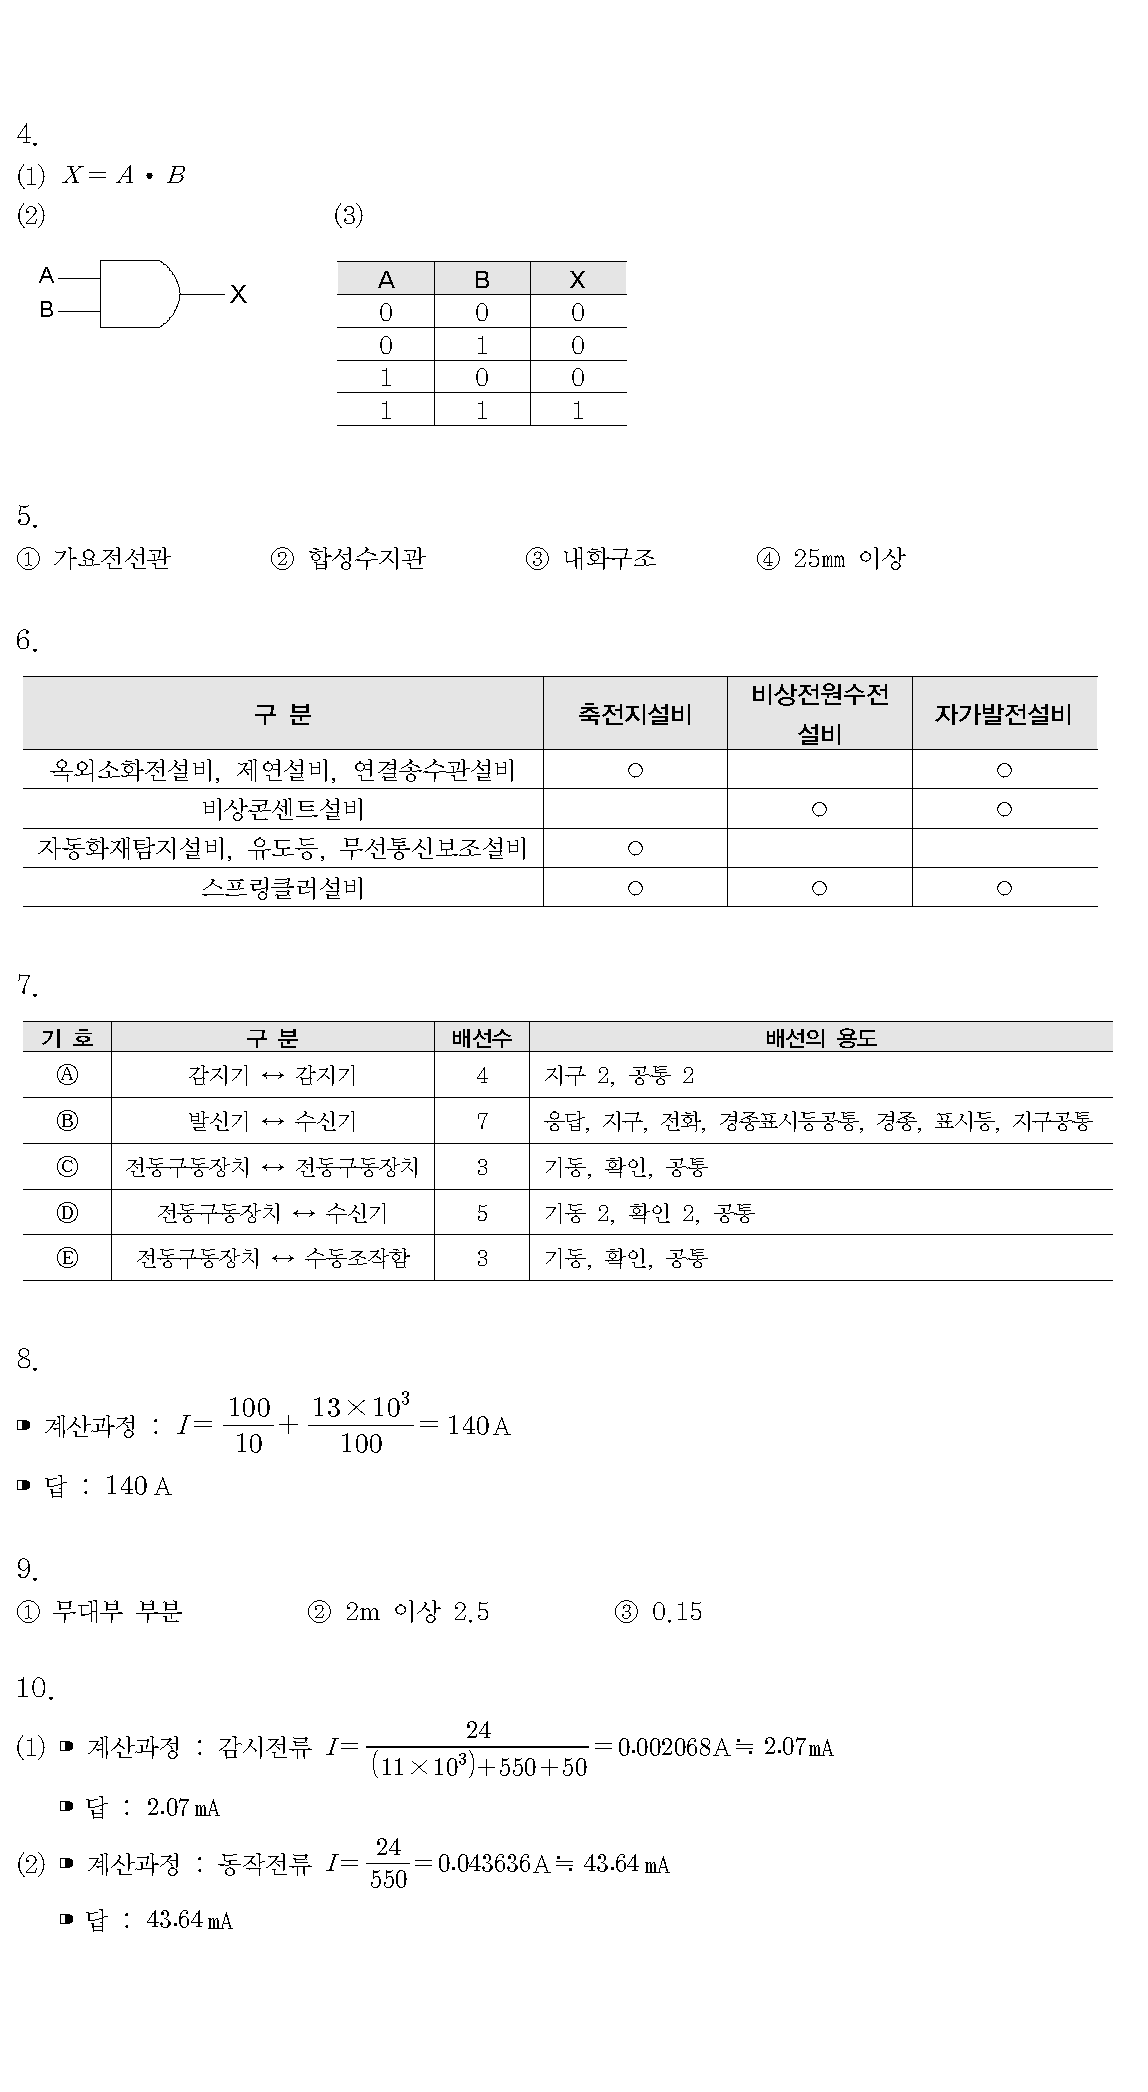 4.
(1) X = A • B
(2) (3)
A
B
X
A B X
0 0 0
0 1 0
1 0 0
1 1 1
5.
① 가요전선관 ② 합성수지관 ③ 내화구조 ④ 25㎜ 이상
6.
구 분 축전지설비 비상전원수전 설비 자가발전설비
옥외소화전설비, 제연설비, 연결송수관설비 ○ ○
비상콘센트설비 ○ ○
자동화재탐지설비, 유도등, 무선통신보조설비 ○
스프링클러설비 ○ ○ ○
7.
기 호 구 분 배선수 배선의 용도
Ⓐ 감지기 ↔ 감지기 4 지구 2, 공통 2
Ⓑ 발신기 ↔ 수신기 7 응답, 지구, 전화, 경종표시등공통, 경종, 표시등, 지구공통
Ⓒ 전동구동장치 ↔ 전동구동장치 3 기동, 확인, 공통
Ⓓ 전동구동장치 ↔ 수신기 5 기동 2, 확인 2, 공통
Ⓔ 전동구동장치 ↔ 수동조작함 3 기동, 확인, 공통
8.
계산과정 : I = 100/10 + 13×10³/100 = 140 A
답 : 140 A
9.
① 무대부 부분 ② 2m 이상 2.5 ③ 0.15
10.
(1) 계산과정 : 감시전류 I = 24/((11×10³)+550+50) = 0.002068A ≒ 2.07㎃
답 : 2.07 ㎃
(2) 계산과정 : 동작전류 I = 24/550 = 0.043636A ≒ 43.64 ㎃
답 : 43.64 ㎃